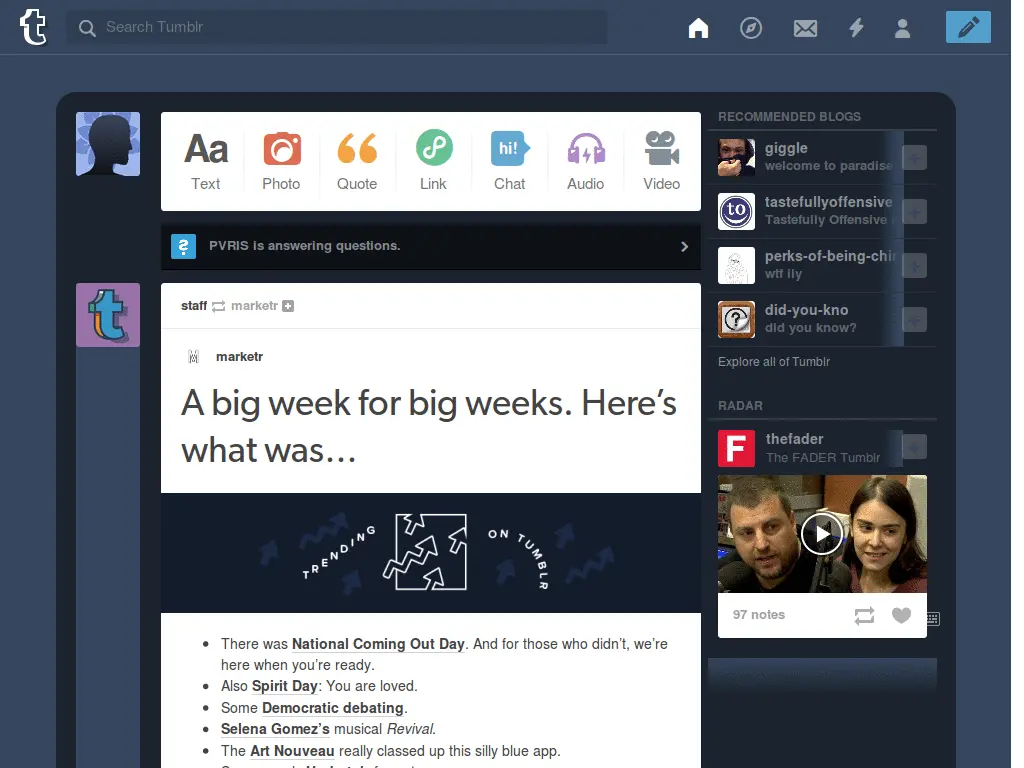 t
Search Tumblr
Aa
hi!
Text
Photo
Quote
Link
Chat
Audio
Video
PVRIS is answering questions.
staff marketr
marketr
A big week for big weeks. Here’s
what was…
TRENDING
ON TUMBLR
There was National Coming Out Day. And for those who didn’t, we’re
here when you’re ready.
Also Spirit Day: You are loved.
Some Democratic debating.
Selena Gomez’s musical Revival.
The Art Nouveau really classed up this silly blue app.
RECOMMENDED BLOGS
giggle
welcome to paradise
to
tastefullyoffensive
Tastefully Offensive
perks-of-being-chi
wtf ily
did-you-kno
did you know?
Explore all of Tumblr
RADAR
F
thefader
The FADER Tumblr
97 notes